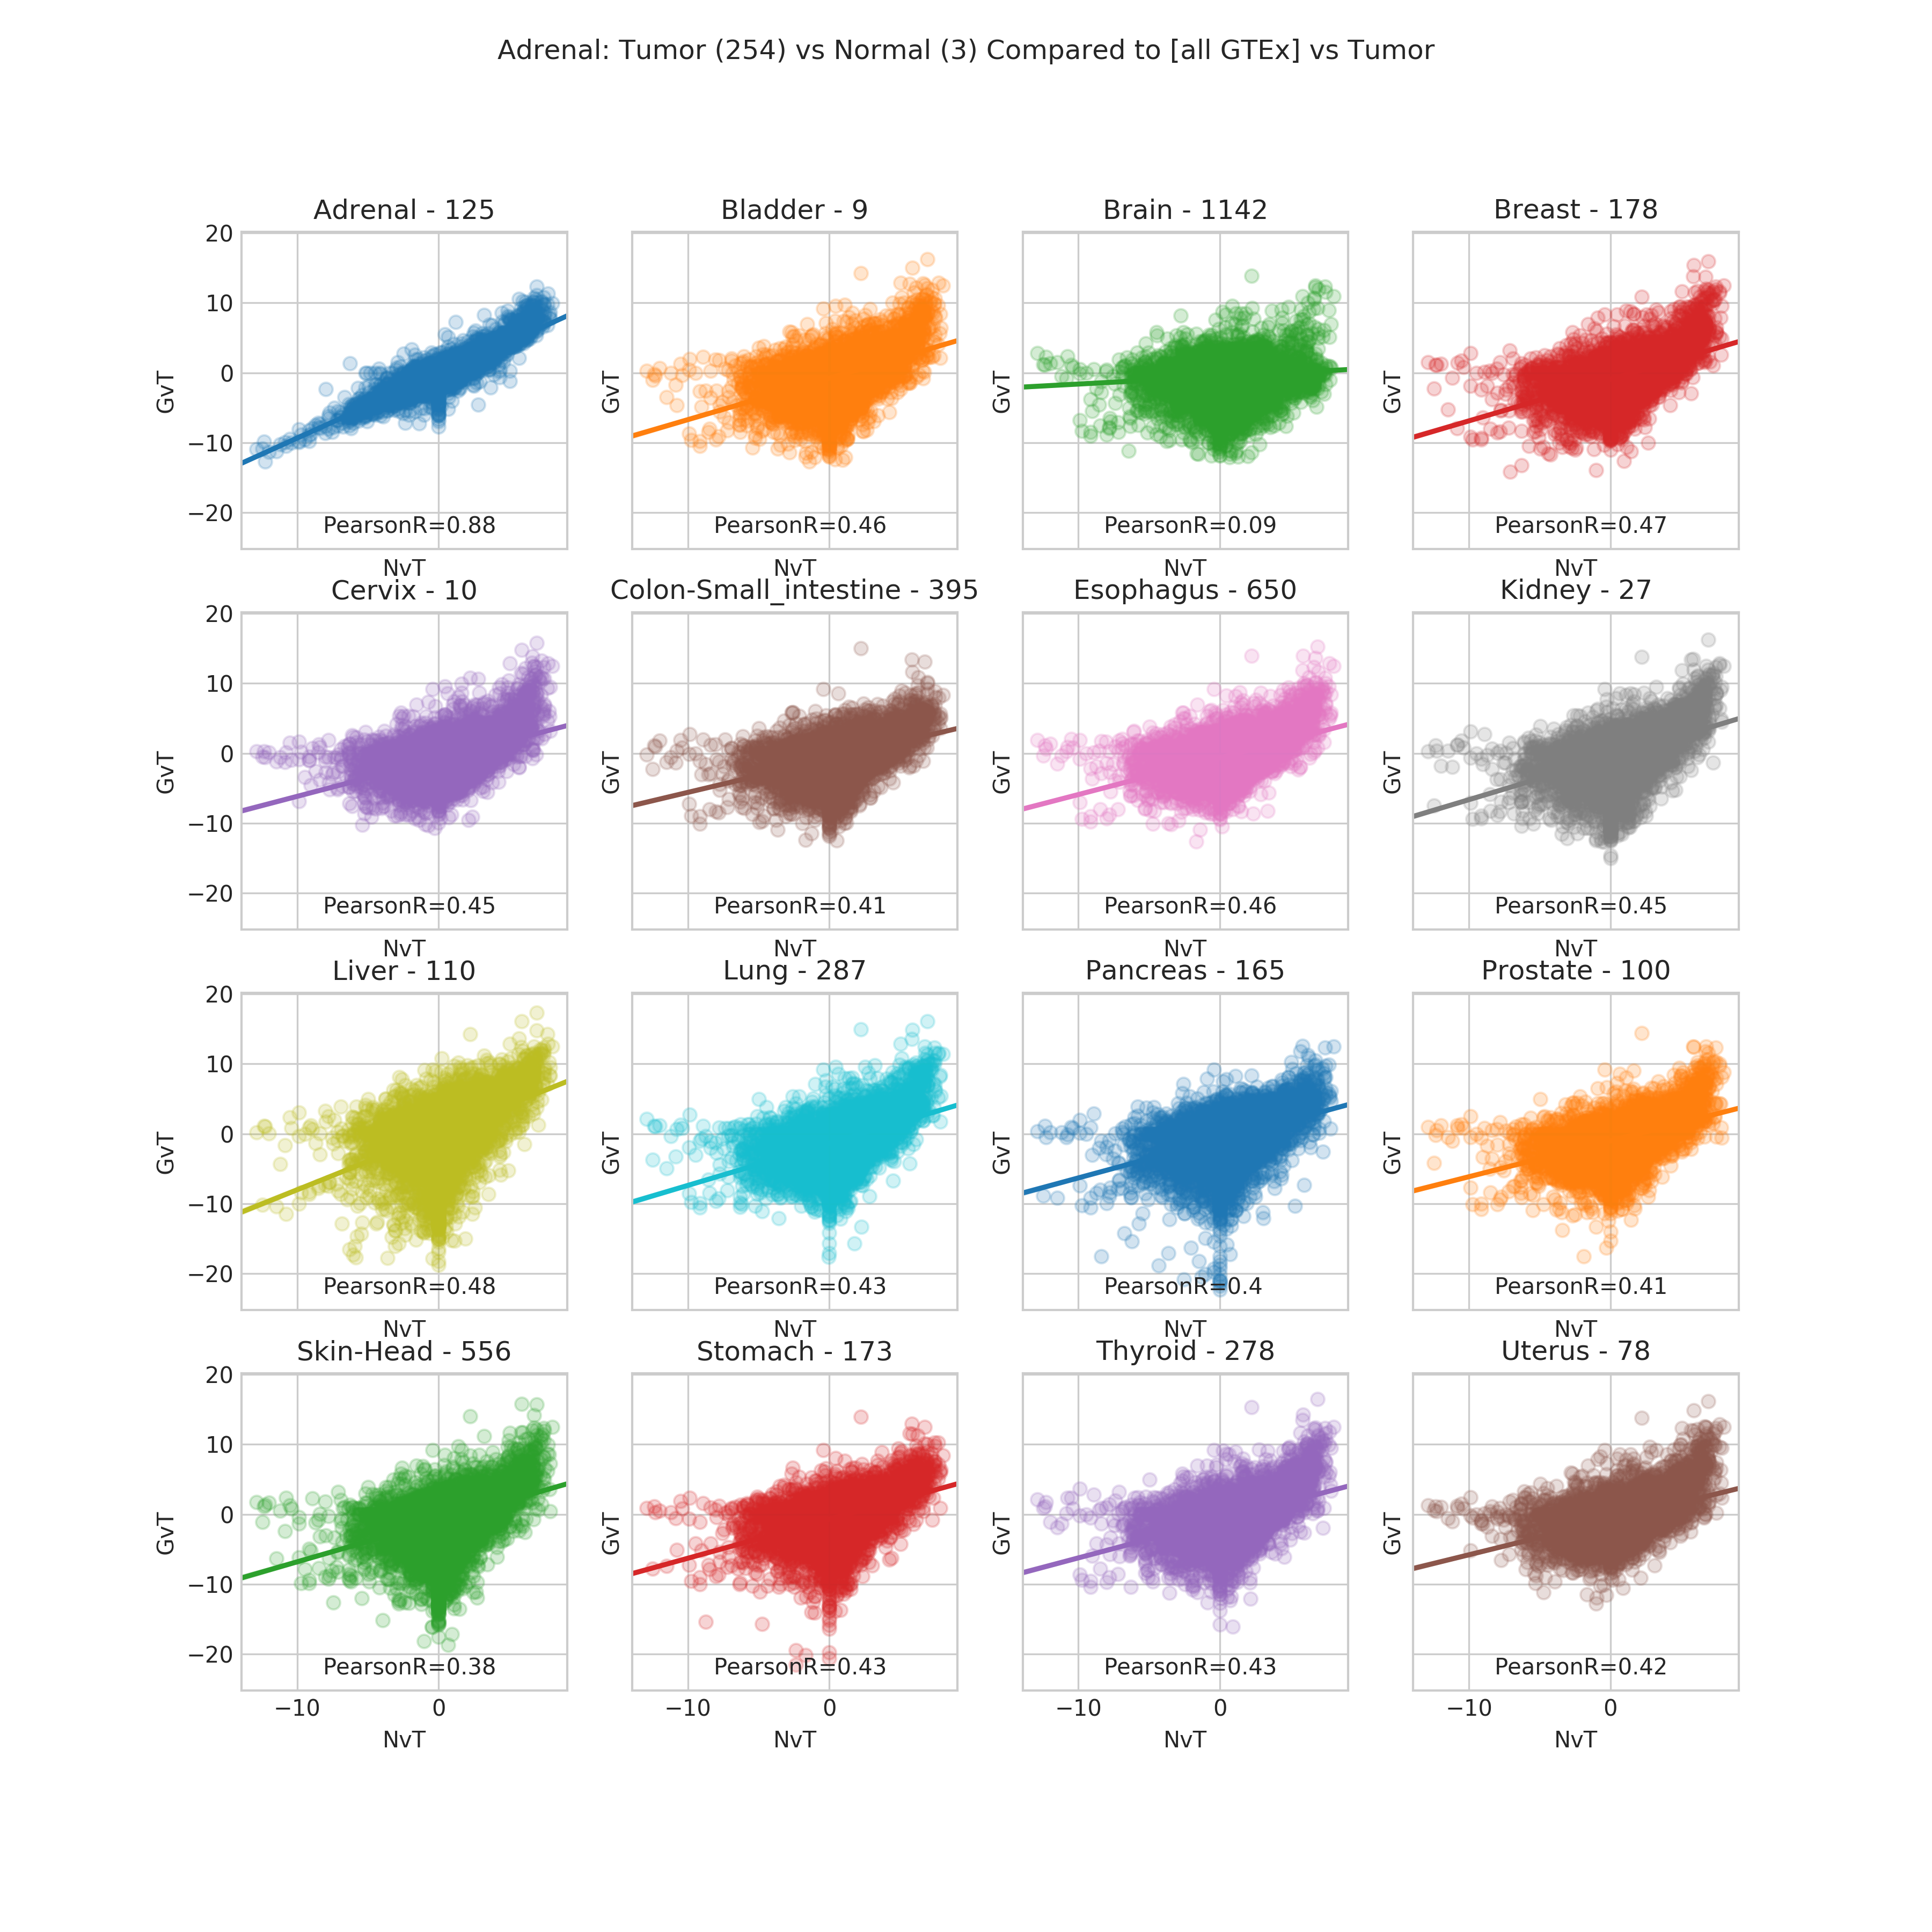 Adrenal: Tumor (254) vs Normal (3) Compared to [all GTEx] vs Tumor
Adrenal - 125
Bladder - 9
Brain - 1142
Breast - 178
20
10
0
−10
−20
GvT
GvT
GvT
GvT
PearsonR=0.88
PearsonR=0.46
PearsonR=0.09
PearsonR=0.47
NvT
NvT
NvT
NvT
Cervix - 10
Colon-Small_intestine - 395
Esophagus - 650
Kidney - 27
20
10
0
−10
−20
GvT
GvT
GvT
GvT
PearsonR=0.45
PearsonR=0.41
PearsonR=0.46
PearsonR=0.45
NvT
NvT
NvT
NvT
Liver - 110
Lung - 287
Pancreas - 165
Prostate - 100
20
10
0
−10
−20
GvT
GvT
GvT
GvT
PearsonR=0.48
PearsonR=0.43
PearsonR=0.4
PearsonR=0.41
NvT
NvT
NvT
NvT
Skin-Head - 556
Stomach - 173
Thyroid - 278
Uterus - 78
20
10
0
−10
−20
GvT
GvT
GvT
GvT
PearsonR=0.38
PearsonR=0.43
PearsonR=0.43
PearsonR=0.42
−10 0
−10 0
−10 0
−10 0
NvT
NvT
NvT
NvT